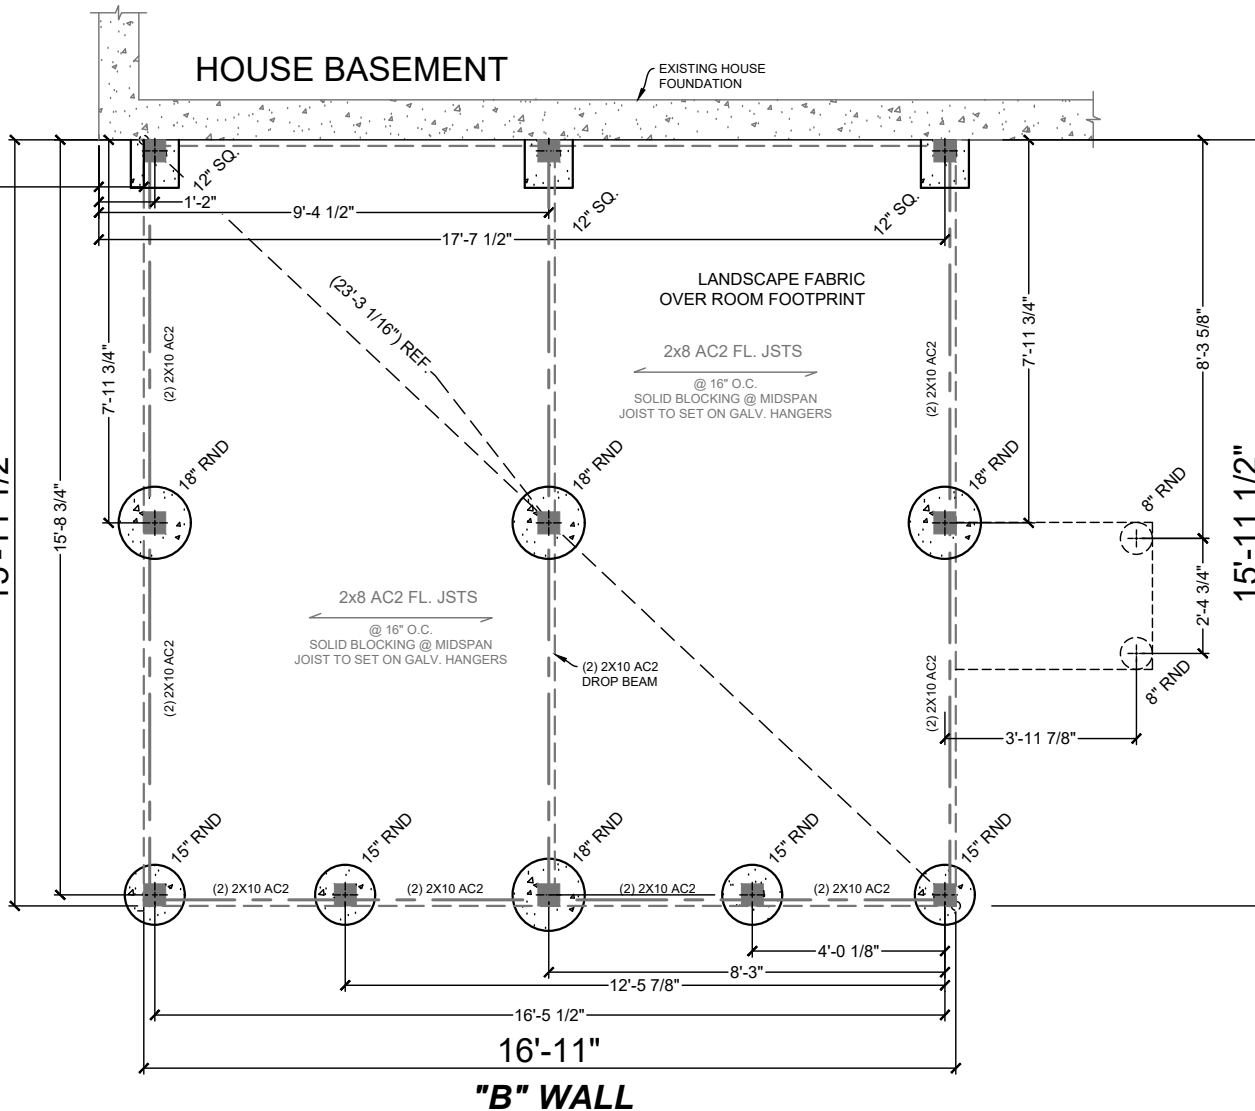 HOUSE BASEMENT
EXISTING HOUSE
FOUNDATION
12" SQ.
12" SQ.
12" SQ.
1'-2"
9'-4 1/2"
17'-7 1/2"
LANDSCAPE FABRIC
OVER ROOM FOOTPRINT
(23'-3 1/16") REF.
7'-11 3/4"
(2) 2X10 AC2
2x8 AC2 FL. JSTS
@ 16" O.C.
SOLID BLOCKING @ MIDSPAN
JOIST TO SET ON GALV. HANGERS
(2) 2X10 AC2
7'-11 3/4"
8'-3 5/8"
15'-8 3/4"
18" RND
18" RND
18" RND
8" RND
15'-11 1/2"
2x8 AC2 FL. JSTS
@ 16" O.C.
SOLID BLOCKING @ MIDSPAN
JOIST TO SET ON GALV. HANGERS
(2) 2X10 AC2
(2) 2X10 AC2
DROP BEAM
(2) 2X10 AC2
2'-4 3/4"
8" RND
3'-11 7/8"
15" RND
15" RND
18" RND
15" RND
15" RND
(2) 2X10 AC2
(2) 2X10 AC2
(2) 2X10 AC2
(2) 2X10 AC2
4'-0 1/8"
8'-3"
12'-5 7/8"
16'-5 1/2"
16'-11"
"B" WALL